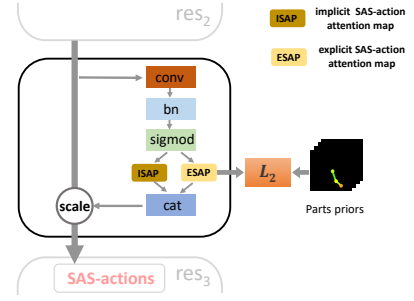 res2
ISAP
implicit SAS-action
attention map
ESAP
explicit SAS-action
attention map
conv
bn
sigmod
ISAP
ESAP
L2
scale
cat
Parts priors
SAS-actions
res3